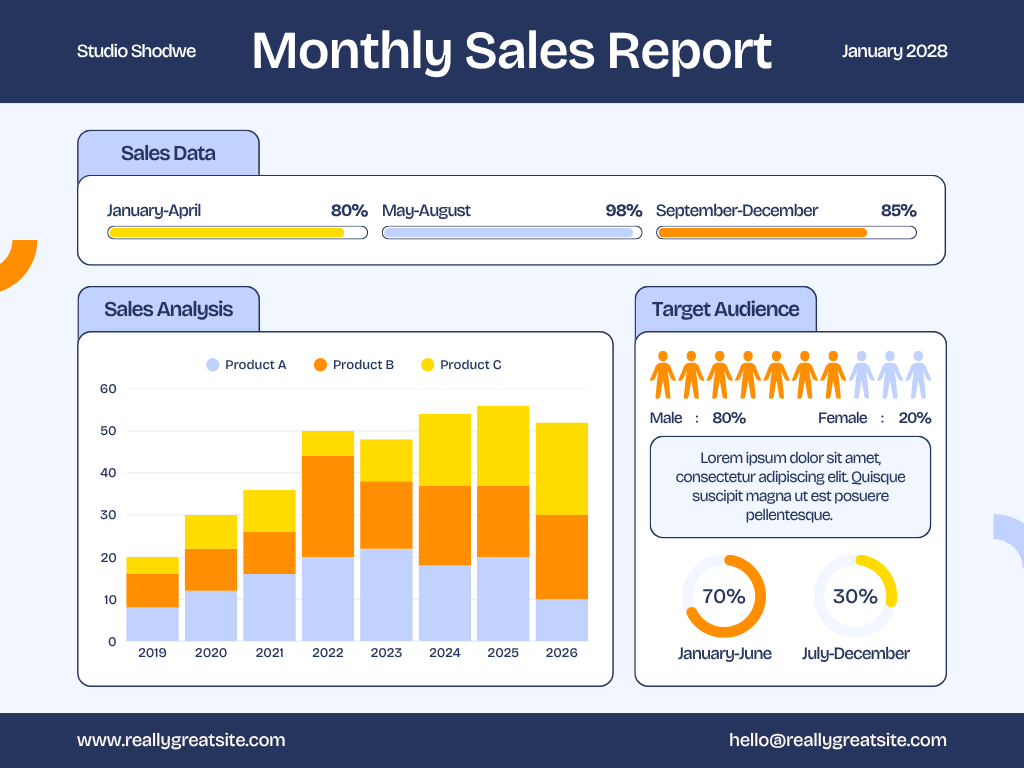 Studio Shodwe
Monthly Sales Report
January 2028
Sales Data
January-April 80%
May-August 98%
September-December 85%
Sales Analysis
Product A
Product B
Product C
60
50
40
30
20
10
0
2019 2020 2021 2022 2023 2024 2025 2026
Target Audience
Male : 80%
Female : 20%
Lorem ipsum dolor sit amet,
consectetur adipiscing elit. Quisque
suscipit magna ut est posuere
pellentesque.
70%
January-June
30%
July-December
www.reallygreatsite.com
hello@reallygreatsite.com